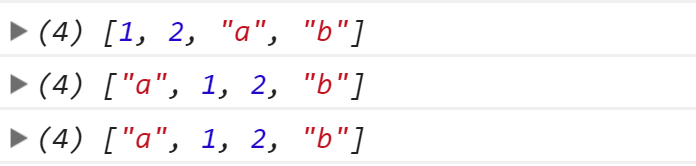 (4) [1, 2, "a", "b"]
(4) ["a", 1, 2, "b"]
(4) ["a", 1, 2, "b"]